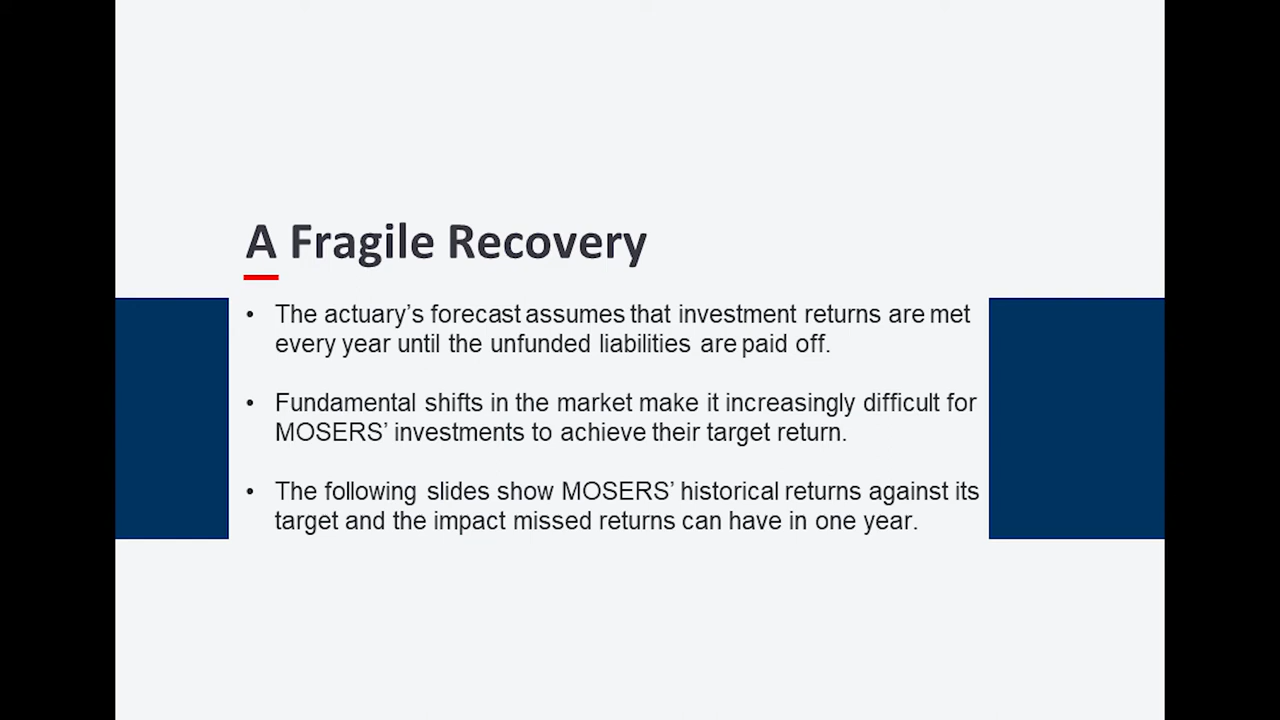 A Fragile Recovery
• The actuary’s forecast assumes that investment returns are met
every year until the unfunded liabilities are paid off.
• Fundamental shifts in the market make it increasingly difficult for
MOSERS’ investments to achieve their target return.
• The following slides show MOSERS’ historical returns against its
target and the impact missed returns can have in one year.